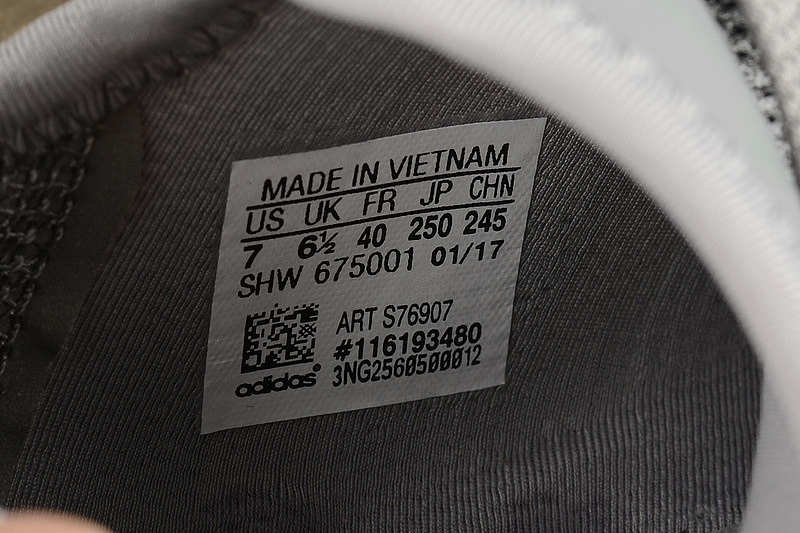 MADE IN VIETNAM
US UK FR JP CHN
7 6½ 40 250 245
SHW 675001 01/17
ART S76907
#116193480
adidas® 3NG2560500012